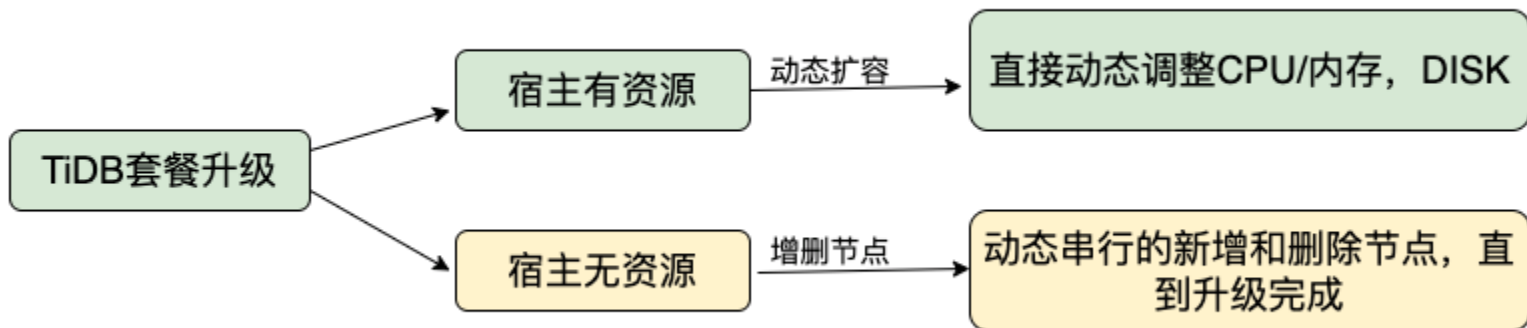 TiDB套餐升级
宿主有资源
动态扩容
直接动态调整CPU/内存，DISK
宿主无资源
增删节点
动态串行的新增和删除节点，直
到升级完成